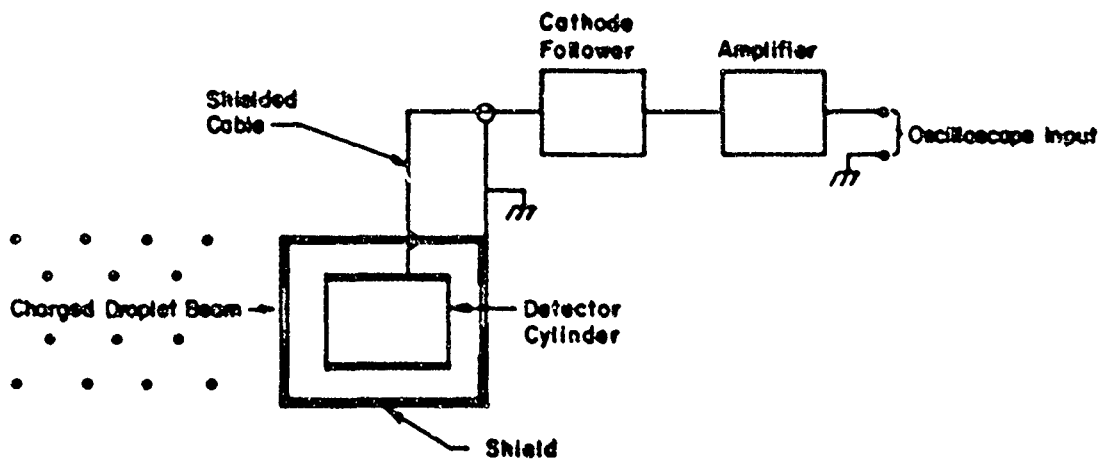 Cathode
Follower
Amplifier
Shielded
Cable
Oscilloscope Input
Charged Droplet Beam
Detector
Cylinder
Shield